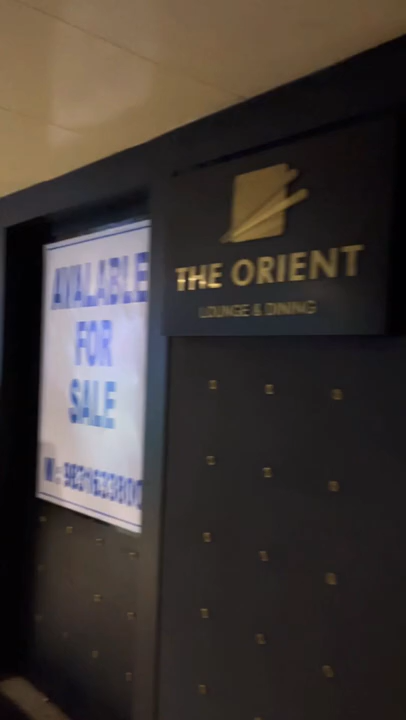 AVAILABLE
FOR
SALE
THE ORIENT
LOUNGE & DINING